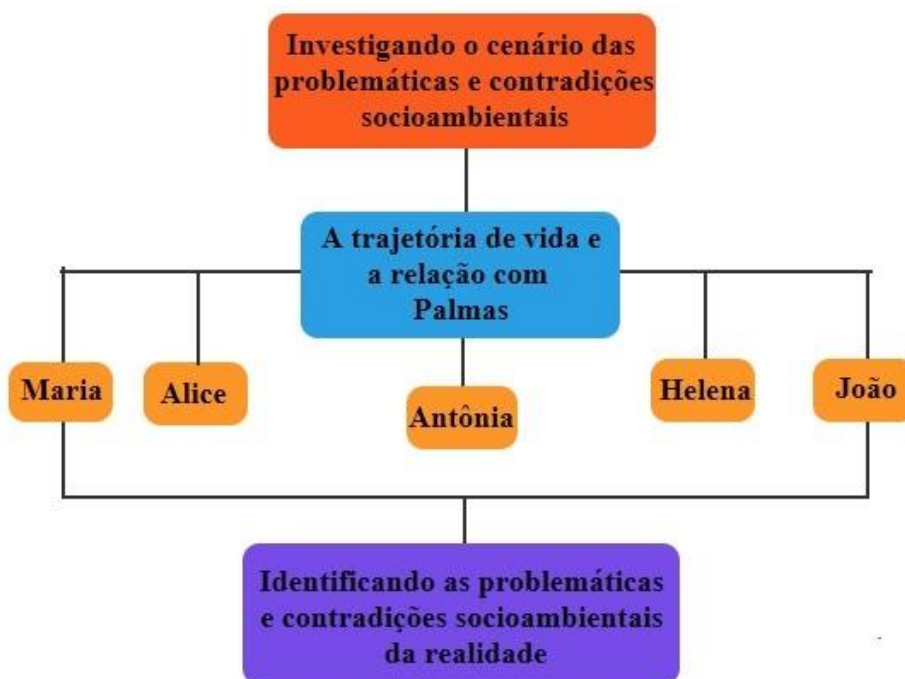 Investigando o cenário das
problemáticas e contradições
socioambientais
A trajetória de vida e
a relação com
Palmas
Maria
Alice
Antônia
Helena
João
Identificando as problemáticas
e contradições socioambientais
da realidade